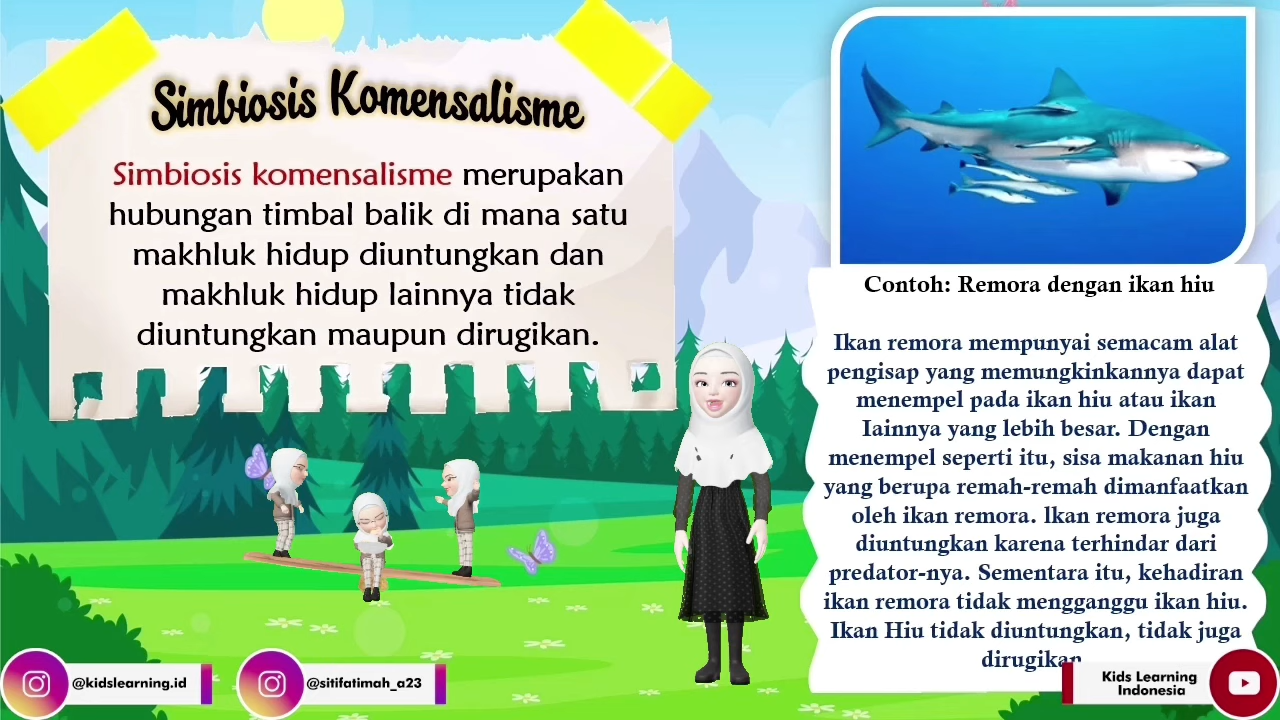 Simbiosis Komensalisme
Simbiosis komensalisme merupakan
hubungan timbal balik di mana satu
makhluk hidup diuntungkan dan
makhluk hidup lainnya tidak
diuntungkan maupun dirugikan.
Contoh: Remora dengan ikan hiu
Ikan remora mempunyai semacam alat
pengisap yang memungkinkannya dapat
menempel pada ikan hiu atau ikan
Iainnya yang lebih besar. Dengan
menempel seperti itu, sisa makanan hiu
yang berupa remah-remah dimanfaatkan
oleh ikan remora. lkan remora juga
diuntungkan karena terhindar dari
predator-nya. Sementara itu, kehadiran
ikan remora tidak mengganggu ikan hiu.
Ikan Hiu tidak diuntungkan, tidak juga
dirugikan
@kidslearning.id
@sitifatimah_a23
Kids Learning
Indonesia